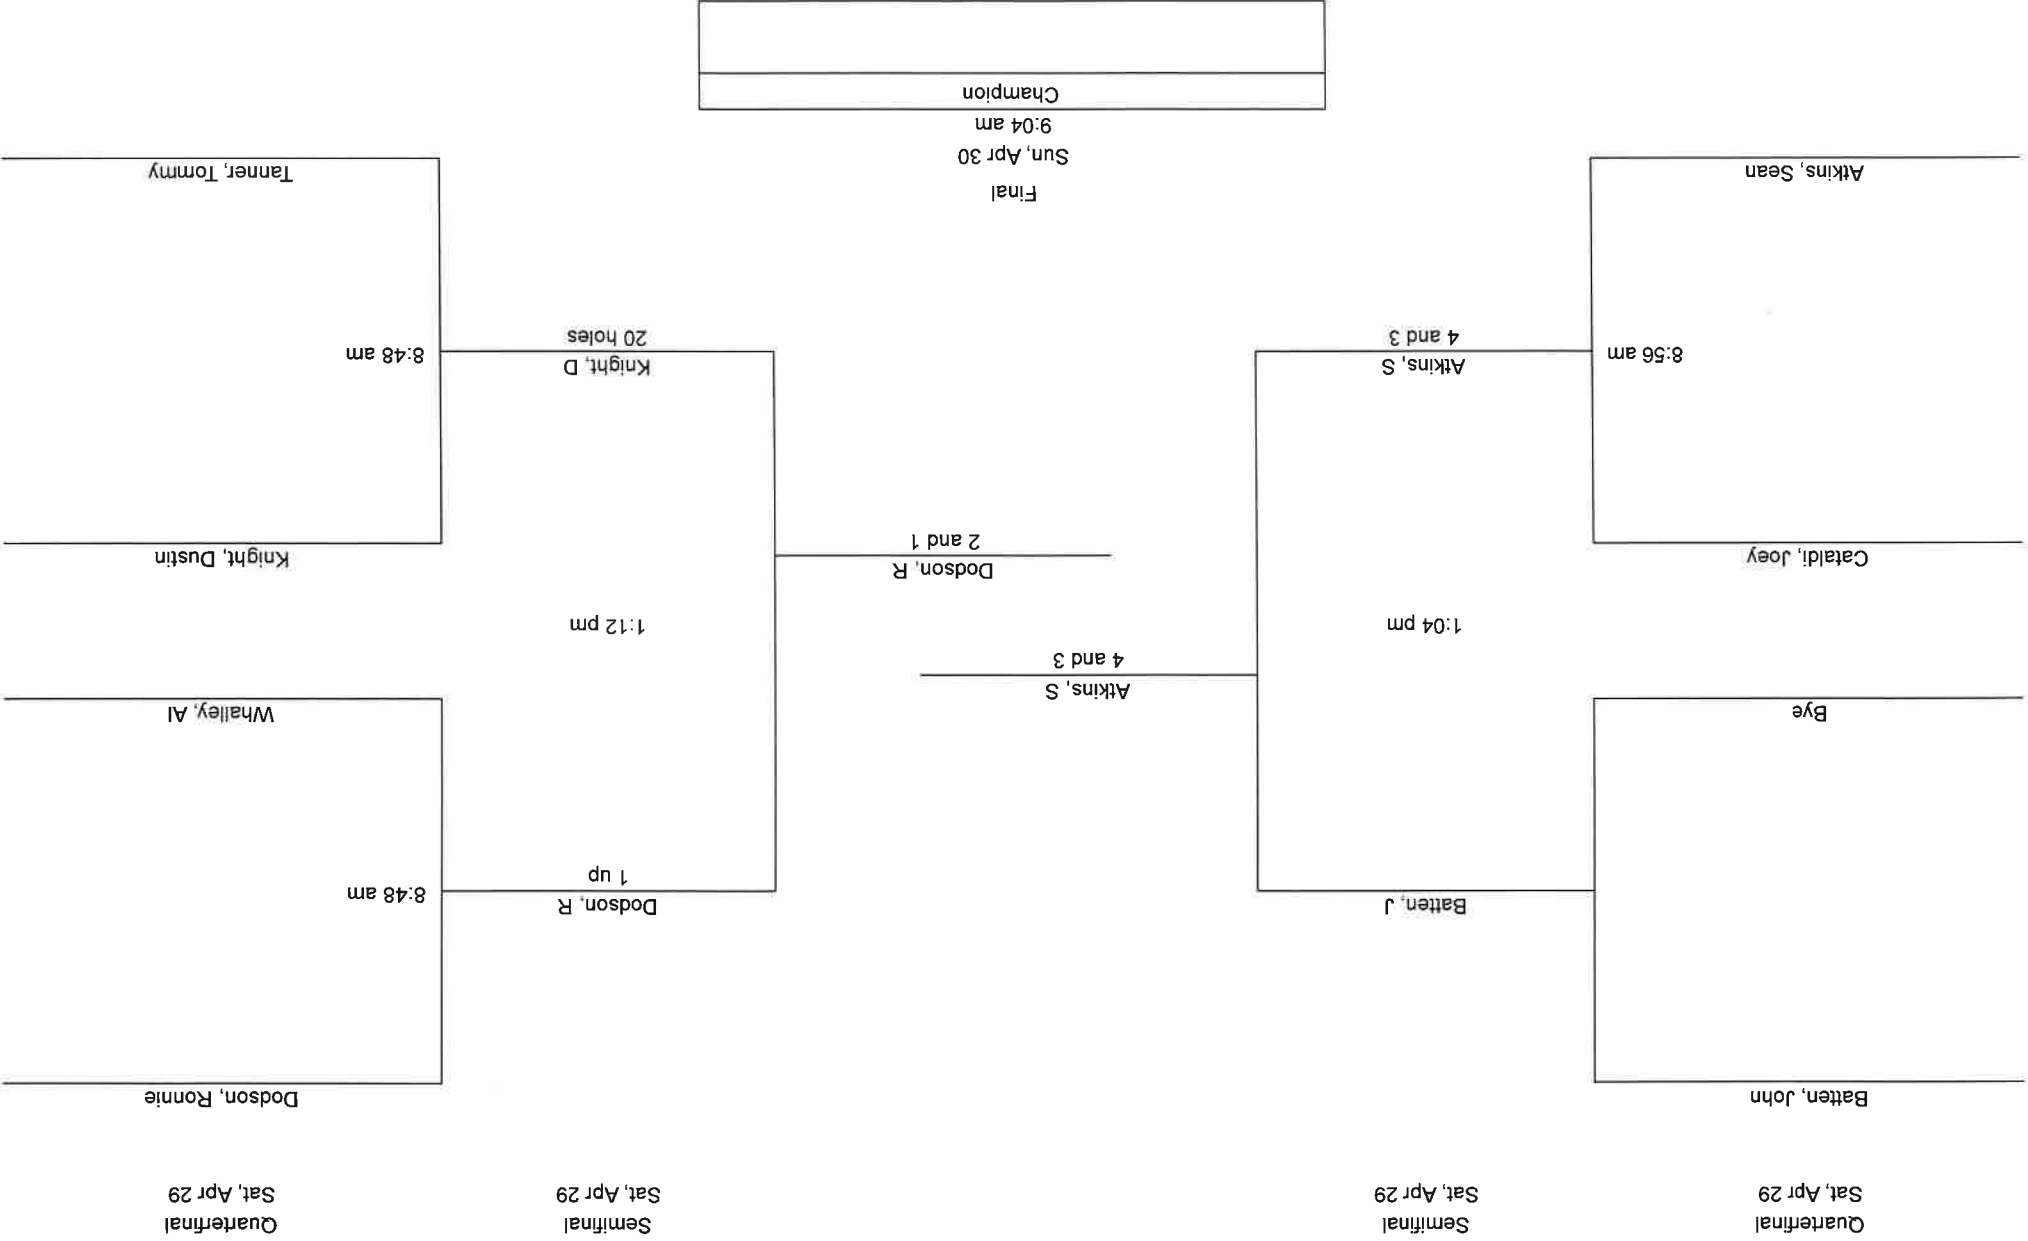 Quarterfinal
Sat, Apr 29
Semifinal
Sat, Apr 29
Semifinal
Sat, Apr 29
Quarterfinal
Sat, Apr 29
Batten, John
Dodson, Ronnie
Batten, J
Dodson, R
1 up
8:48 am
Bye
Whalley, Al
Atkins, S
4 and 3
1:04 pm
1:12 pm
Dodson, R
2 and 1
Cataldi, Joey
Knight, Dustin
8:56 am
Atkins, S
4 and 3
Knight, D
20 holes
8:48 am
Atkins, Sean
Tanner, Tommy
Final
Sun, Apr 30
9:04 am
Champion